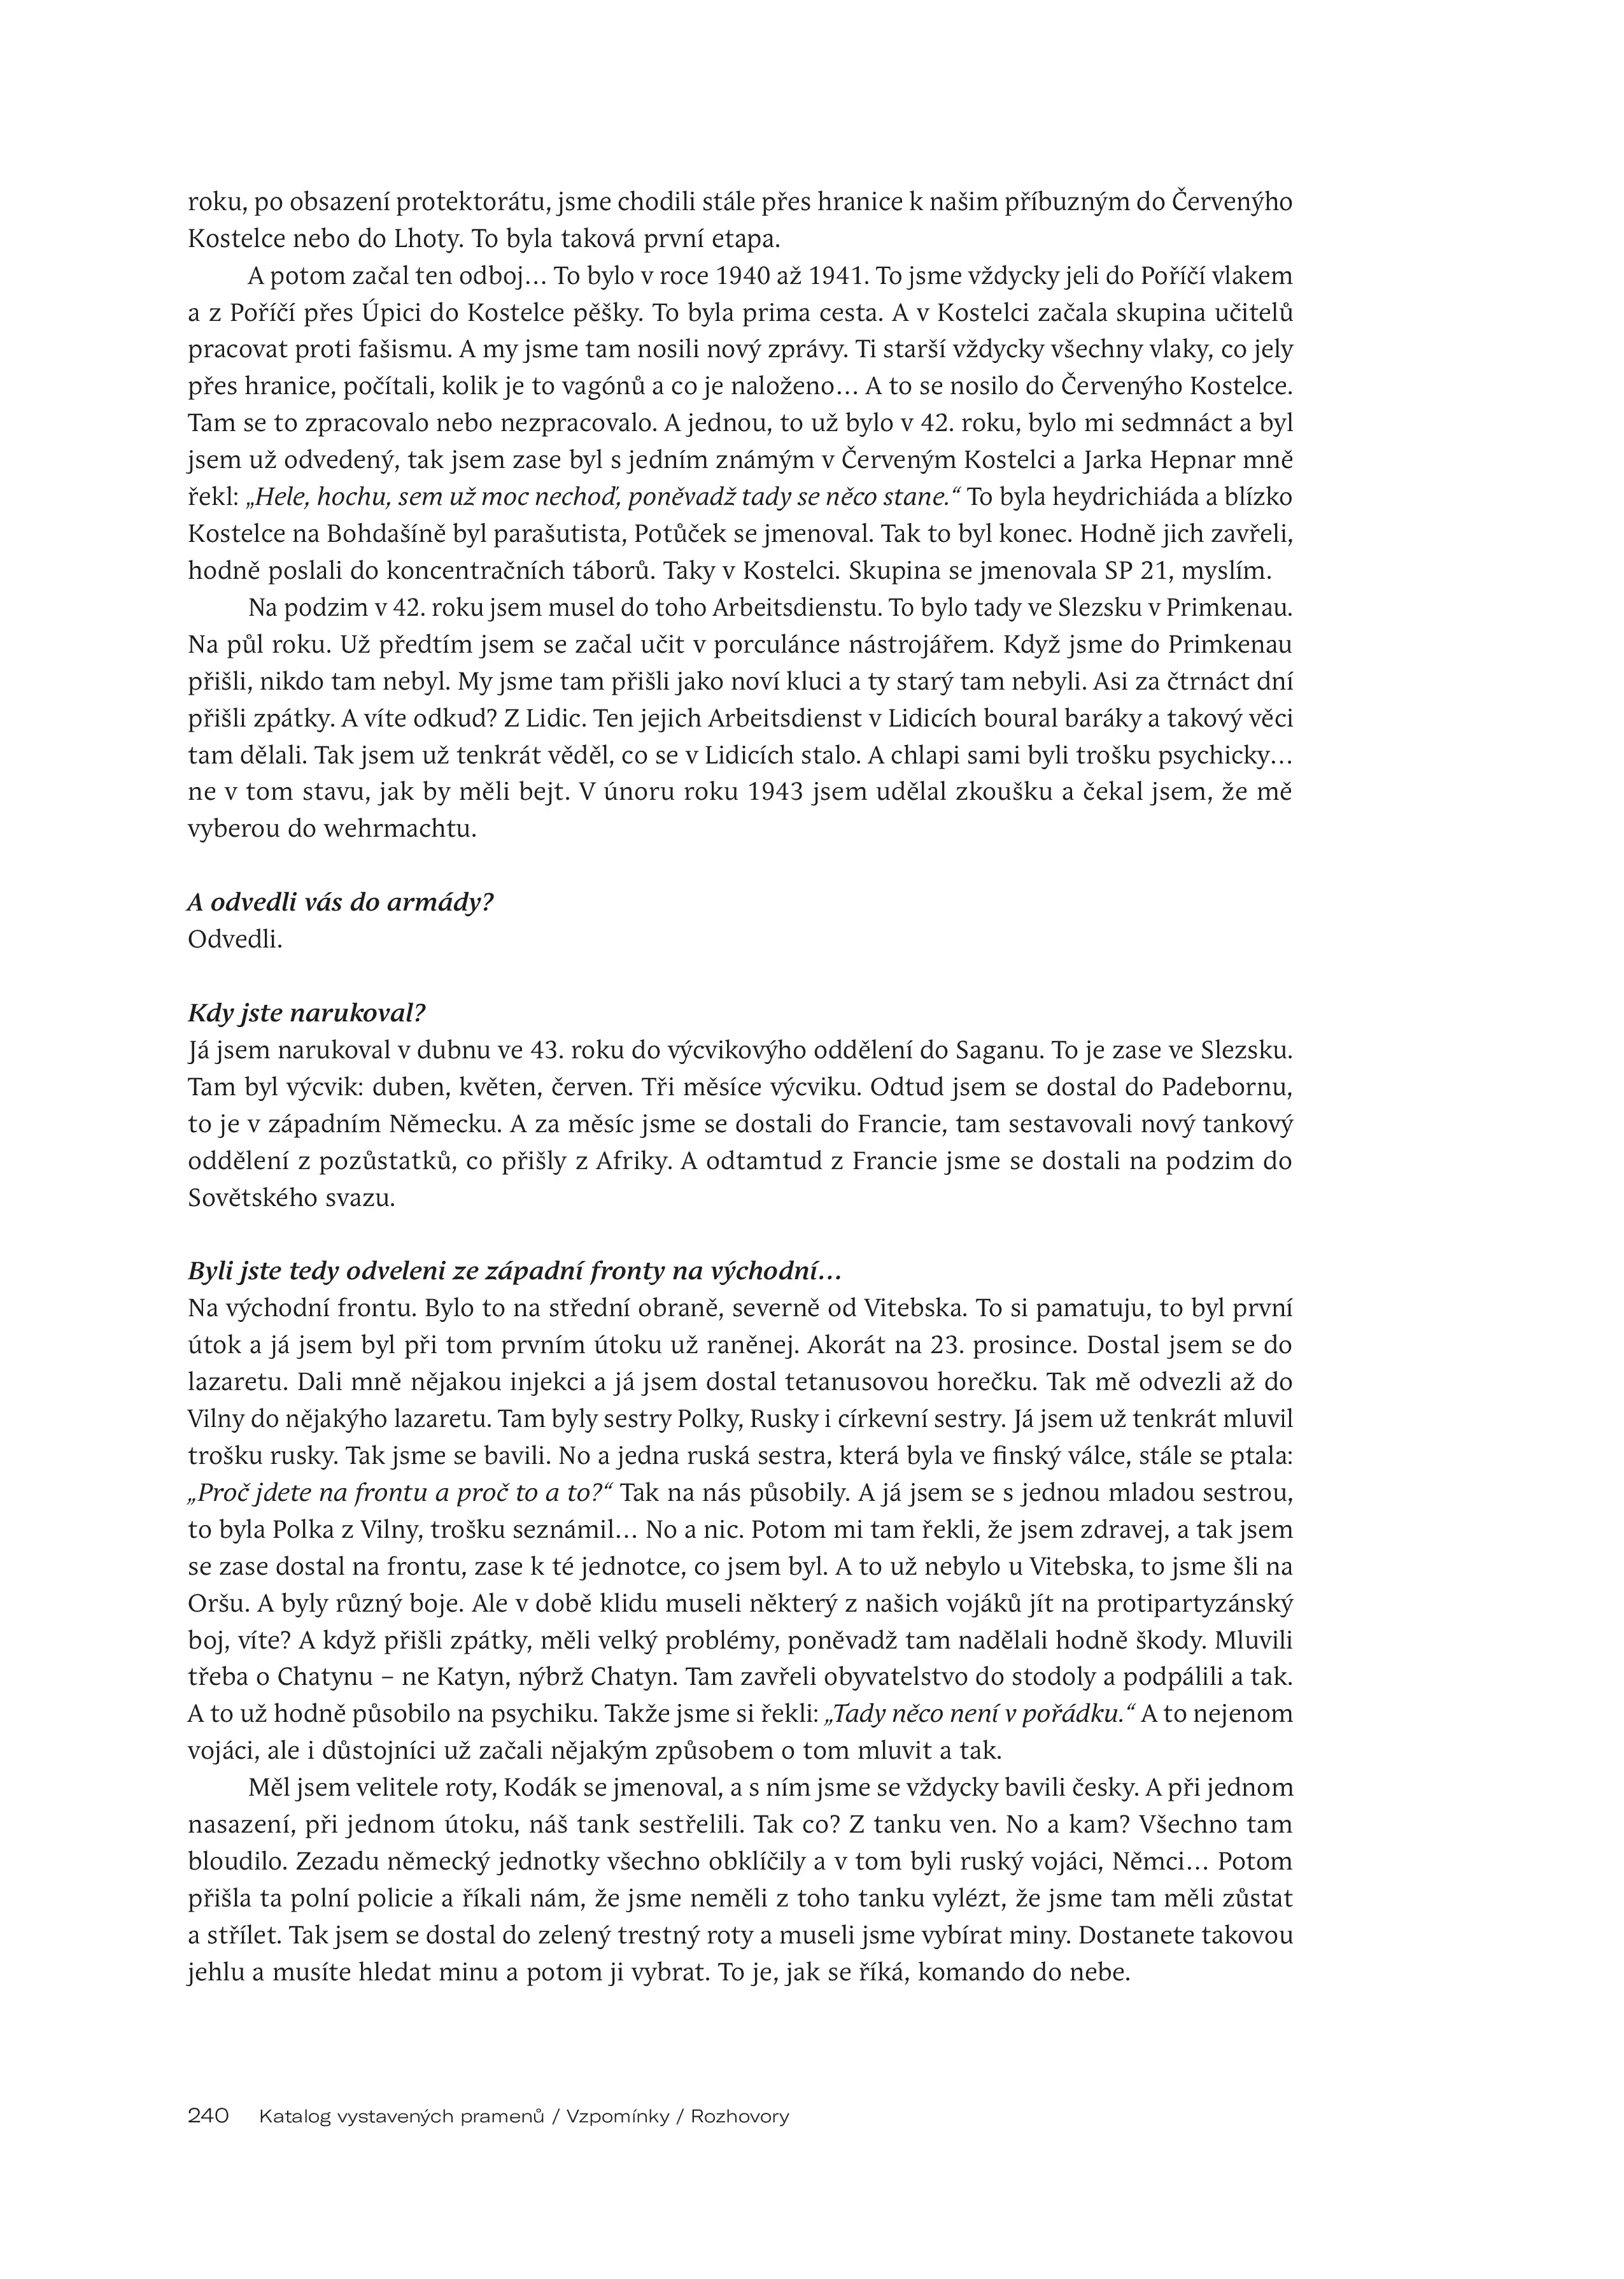 roku, po obsazení protektorátu, jsme chodili stále přes hranice k našim příbuzným do Červenýho
Kostelce nebo do Lhoty. To byla taková první etapa.
A potom začal ten odboj… To bylo v roce 1940 až 1941. To jsme vždycky jeli do Poříčí vlakem
a z Poříčí přes Úpici do Kostelce pěšky. To byla prima cesta. A v Kostelci začala skupina učitelů
pracovat proti fašismu. A my jsme tam nosili nový zprávy. Ti starší vždycky všechny vlaky, co jely
přes hranice, počítali, kolik je to vagónů a co je naloženo… A to se nosilo do Červenýho Kostelce.
Tam se to zpracovalo nebo nezpracovalo. A jednou, to už bylo v 42. roku, bylo mi sedmnáct a byl
jsem už odvedený, tak jsem zase byl s jedním známým v Červeným Kostelci a Jarka Hepnar mně
řekl: „Hele, hochu, sem už moc nechoď, poněvadž tady se něco stane.“ To byla heydrichiáda a blízko
Kostelce na Bohdašíně byl parašutista, Potůček se jmenoval. Tak to byl konec. Hodně jich zavřeli,
hodně poslali do koncentračních táborů. Taky v Kostelci. Skupina se jmenovala SP 21, myslím.
Na podzim v 42. roku jsem musel do toho Arbeitsdienstu. To bylo tady ve Slezsku v Primkenau.
Na půl roku. Už předtím jsem se začal učit v porculánce nástrojářem. Když jsme do Primkenau
přišli, nikdo tam nebyl. My jsme tam přišli jako noví kluci a ty starý tam nebyli. Asi za čtrnáct dní
přišli zpátky. A víte odkud? Z Lidic. Ten jejich Arbeitsdienst v Lidicích boural baráky a takový věci
tam dělali. Tak jsem už tenkrát věděl, co se v Lidicích stalo. A chlapi sami byli trošku psychicky…
ne v tom stavu, jak by měli bejt. V únoru roku 1943 jsem udělal zkoušku a čekal jsem, že mě
vyberou do wehrmachtu.
A odvedli vás do armády?
Odvedli.
Kdy jste narukoval?
Já jsem narukoval v dubnu ve 43. roku do výcvikovýho oddělení do Saganu. To je zase ve Slezsku.
Tam byl výcvik: duben, květen, červen. Tři měsíce výcviku. Odtud jsem se dostal do Padebornu,
to je v západním Německu. A za měsíc jsme se dostali do Francie, tam sestavovali nový tankový
oddělení z pozůstatků, co přišly z Afriky. A odtamtud z Francie jsme se dostali na podzim do
Sovětského svazu.
Byli jste tedy odveleni ze západní fronty na východní…
Na východní frontu. Bylo to na střední obraně, severně od Vitebska. To si pamatuju, to byl první
útok a já jsem byl při tom prvním útoku už raněnej. Akorát na 23. prosince. Dostal jsem se do
lazaretu. Dali mně nějakou injekci a já jsem dostal tetanusovou horečku. Tak mě odvezli až do
Vilny do nějakýho lazaretu. Tam byly sestry Polky, Rusky i církevní sestry. Já jsem už tenkrát mluvil
trošku rusky. Tak jsme se bavili. No a jedna ruská sestra, která byla ve finský válce, stále se ptala:
„Proč jdete na frontu a proč to a to?“ Tak na nás působily. A já jsem se s jednou mladou sestrou,
to byla Polka z Vilny, trošku seznámil… No a nic. Potom mi tam řekli, že jsem zdravej, a tak jsem
se zase dostal na frontu, zase k té jednotce, co jsem byl. A to už nebylo u Vitebska, to jsme šli na
Oršu. A byly různý boje. Ale v době klidu museli některý z našich vojáků jít na protipartyzánský
boj, víte? A když přišli zpátky, měli velký problémy, poněvadž tam nadělali hodně škody. Mluvili
třeba o Chatynu – ne Katyn, nýbrž Chatyn. Tam zavřeli obyvatelstvo do stodoly a podpálili a tak.
A to už hodně působilo na psychiku. Takže jsme si řekli: „Tady něco není v pořádku.“ A to nejenom
vojáci, ale i důstojníci už začali nějakým způsobem o tom mluvit a tak.
Měl jsem velitele roty, Kodák se jmenoval, a s ním jsme se vždycky bavili česky. A při jednom
nasazení, při jednom útoku, náš tank sestřelili. Tak co? Z tanku ven. No a kam? Všechno tam
bloudilo. Zezadu německý jednotky všechno obklíčily a v tom byli ruský vojáci, Němci… Potom
přišla ta polní policie a říkali nám, že jsme neměli z toho tanku vylézt, že jsme tam měli zůstat
a střílet. Tak jsem se dostal do zelený trestný roty a museli jsme vybírat miny. Dostanete takovou
jehlu a musíte hledat minu a potom ji vybrat. To je, jak se říká, komando do nebe.
240 Katalog vystavených pramenů / Vzpomínky / Rozhovory